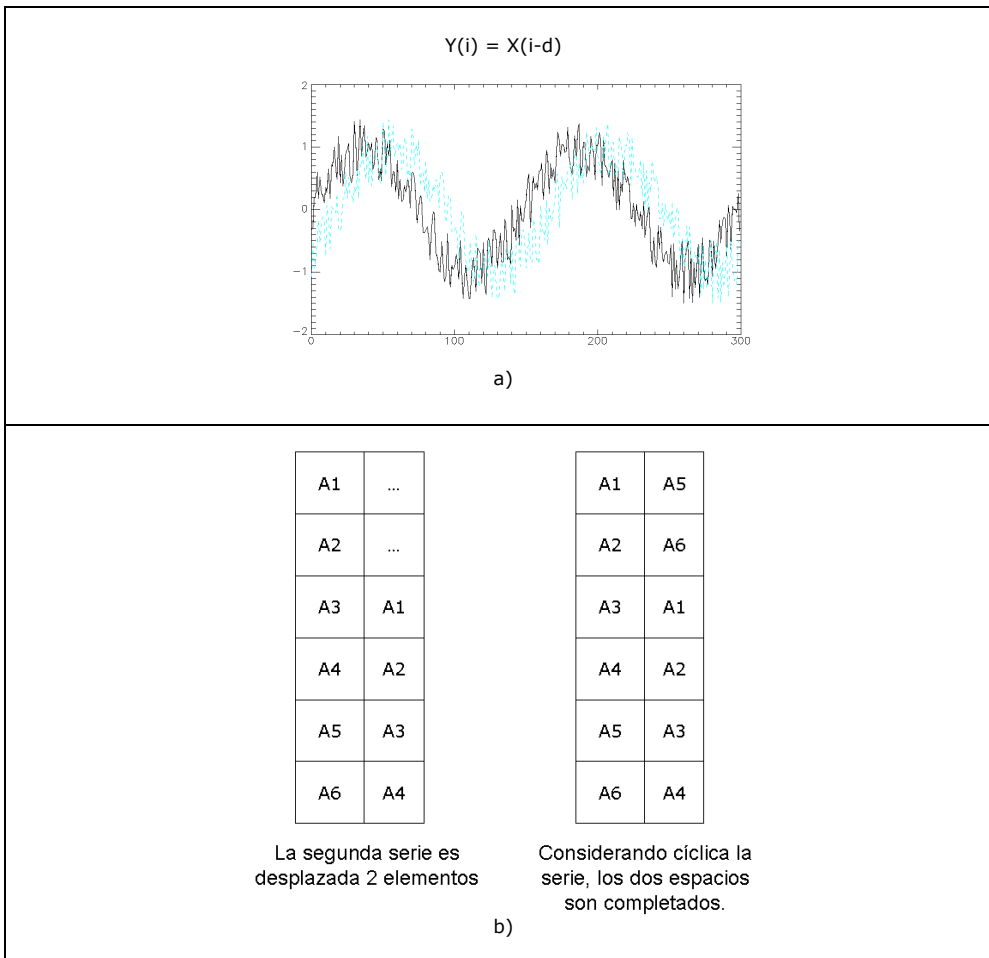 Y(i) = X(i-d)
2
1
0
−1
−2
0 100 200 300
a)
A1 ... A1 A5
A2 ... A2 A6
A3 A1 A3 A1
A4 A2 A4 A2
A5 A3 A5 A3
A6 A4 A6 A4
La segunda serie es
desplazada 2 elementos
Considerando cíclica la
serie, los dos espacios
son completados.
b)